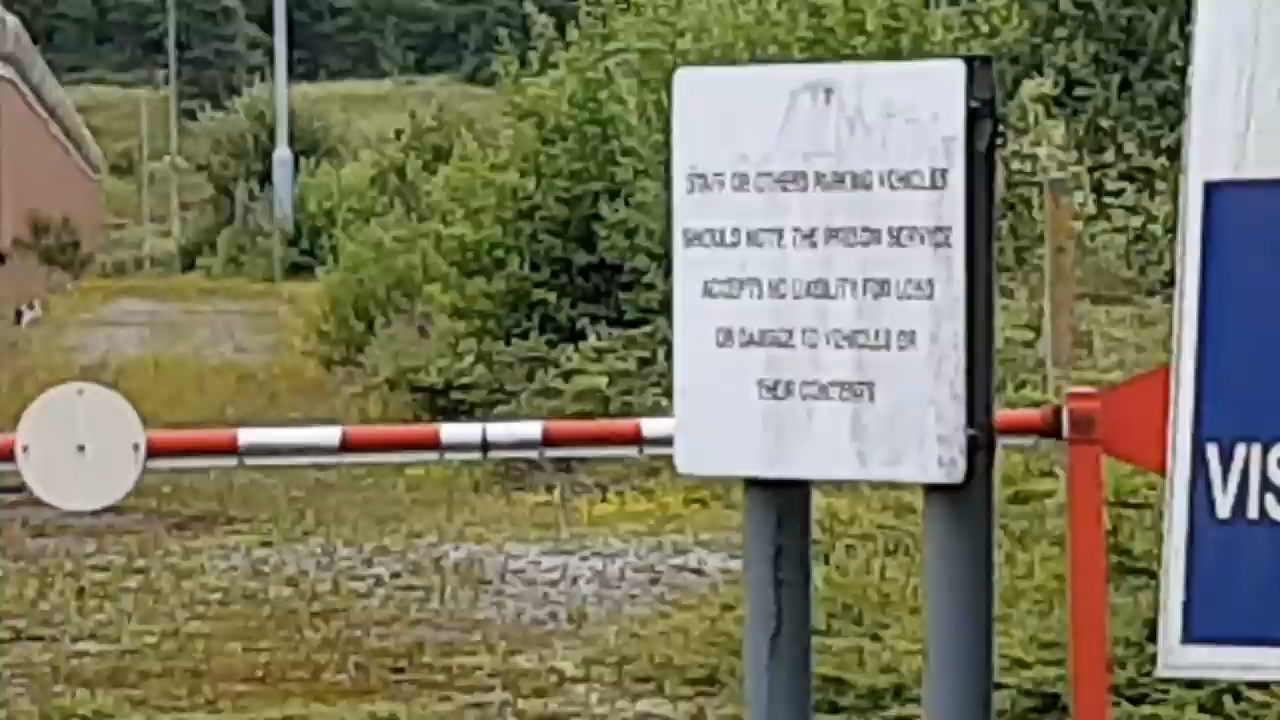 STAFF OR OTHERS PARKING VEHICLES
SHOULD NOTE THE PRISON SERVICE
ACCEPTS NO LIABILITY FOR LOSS
OR DAMAGE TO VEHICLES OR
THEIR CONTENTS
VIS